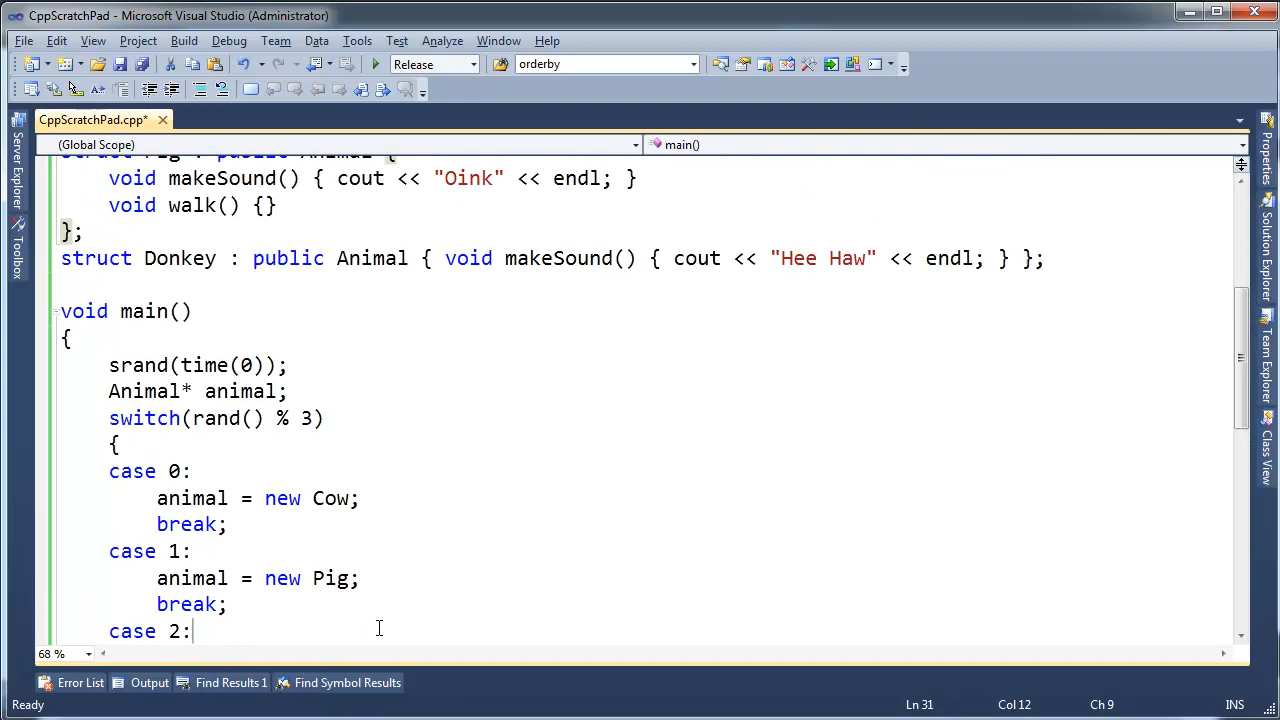 CppScratchPad - Microsoft Visual Studio (Administrator)
File Edit View Project Build Debug Team Data Tools Test Analyze Window Help
Release orderby
CppScratchPad.cpp*
(Global Scope) main()
struct Pig : public Animal {
void makeSound() { cout << "Oink" << endl; }
void walk() {}
};
struct Donkey : public Animal { void makeSound() { cout << "Hee Haw" << endl; } };
void main()
{
srand(time(0));
Animal* animal;
switch(rand() % 3)
{
case 0:
animal = new Cow;
break;
case 1:
animal = new Pig;
break;
case 2:
68 %
Server Explorer
Toolbox
Properties
Solution Explorer
Team Explorer
Class View
Error List Output Find Results 1 Find Symbol Results
Ready Ln 31 Col 12 Ch 9 INS